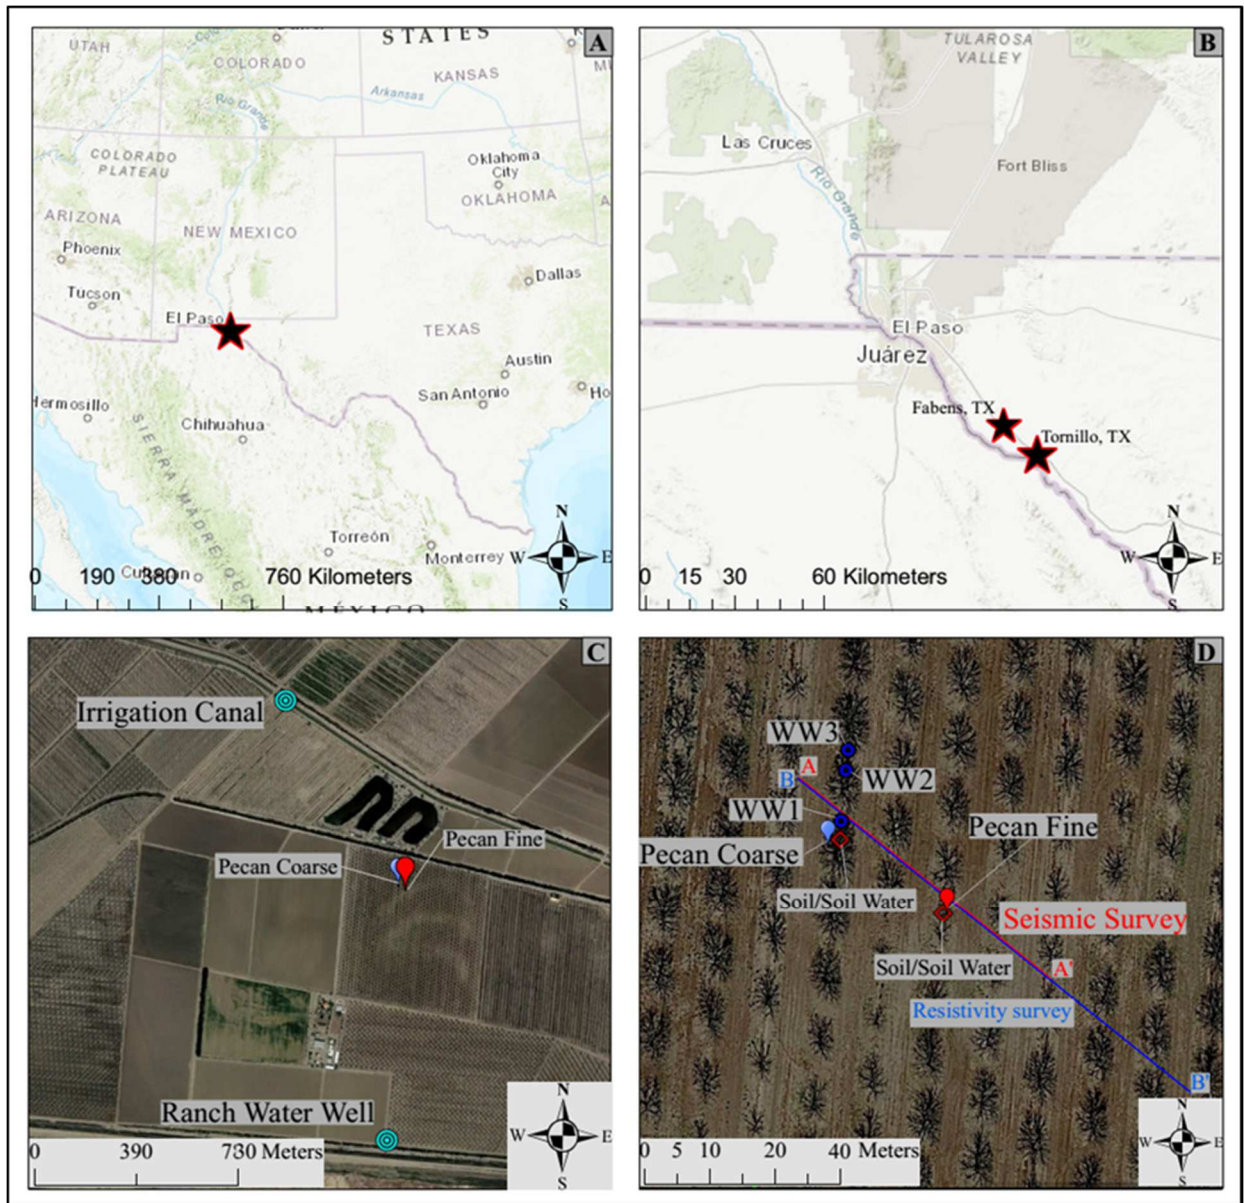 A
UTAH
COLORADO
STATES
KANSAS
Rio Grande
Arkansas
COLORADO
PLATEAU
Oklahoma
City
OKLAHOMA
ARIZONA
NEW MEXICO
Phoenix
Tucson
Dallas
El Paso
TEXAS
Austin
San Antonio
Ho
Chihuahua
SIERRA MADRE OCC
Torreón
Monterrey
N
W E
S
0 190 380 760 Kilometers
MÉXICO
B
TULAROSA
VALLEY
Las Cruces
Fort Bliss
Rio Grande
El Paso
Juárez
Fabens, TX
Tornillo, TX
N
W E
S
0 15 30 60 Kilometers
C
Irrigation Canal
Pecan Fine
Pecan Coarse
Ranch Water Well
N
W E
S
0 390 730 Meters
D
WW3
A
B
WW2
WW1
Pecan Fine
Pecan Coarse
Soil/Soil Water
Seismic Survey
Soil/Soil Water
A'
Resistivity survey
B'
N
W E
S
0 5 10 20 40 Meters